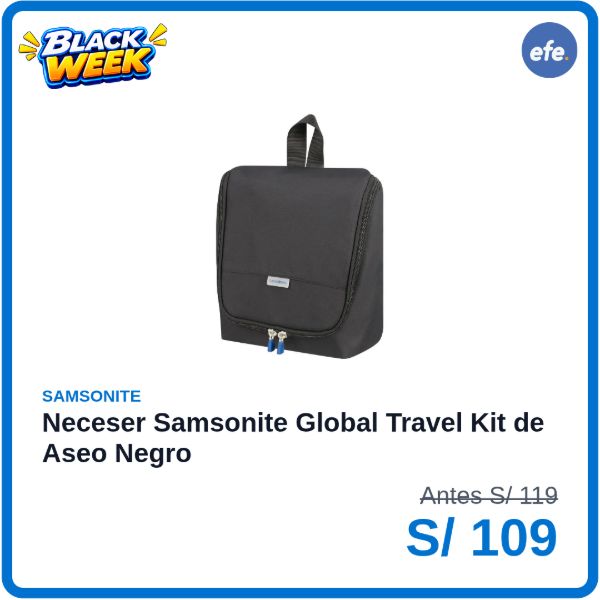 BLACK
WEEK
efe.
SAMSONITE
Neceser Samsonite Global Travel Kit de
Aseo Negro
Antes S/ 119
S/ 109